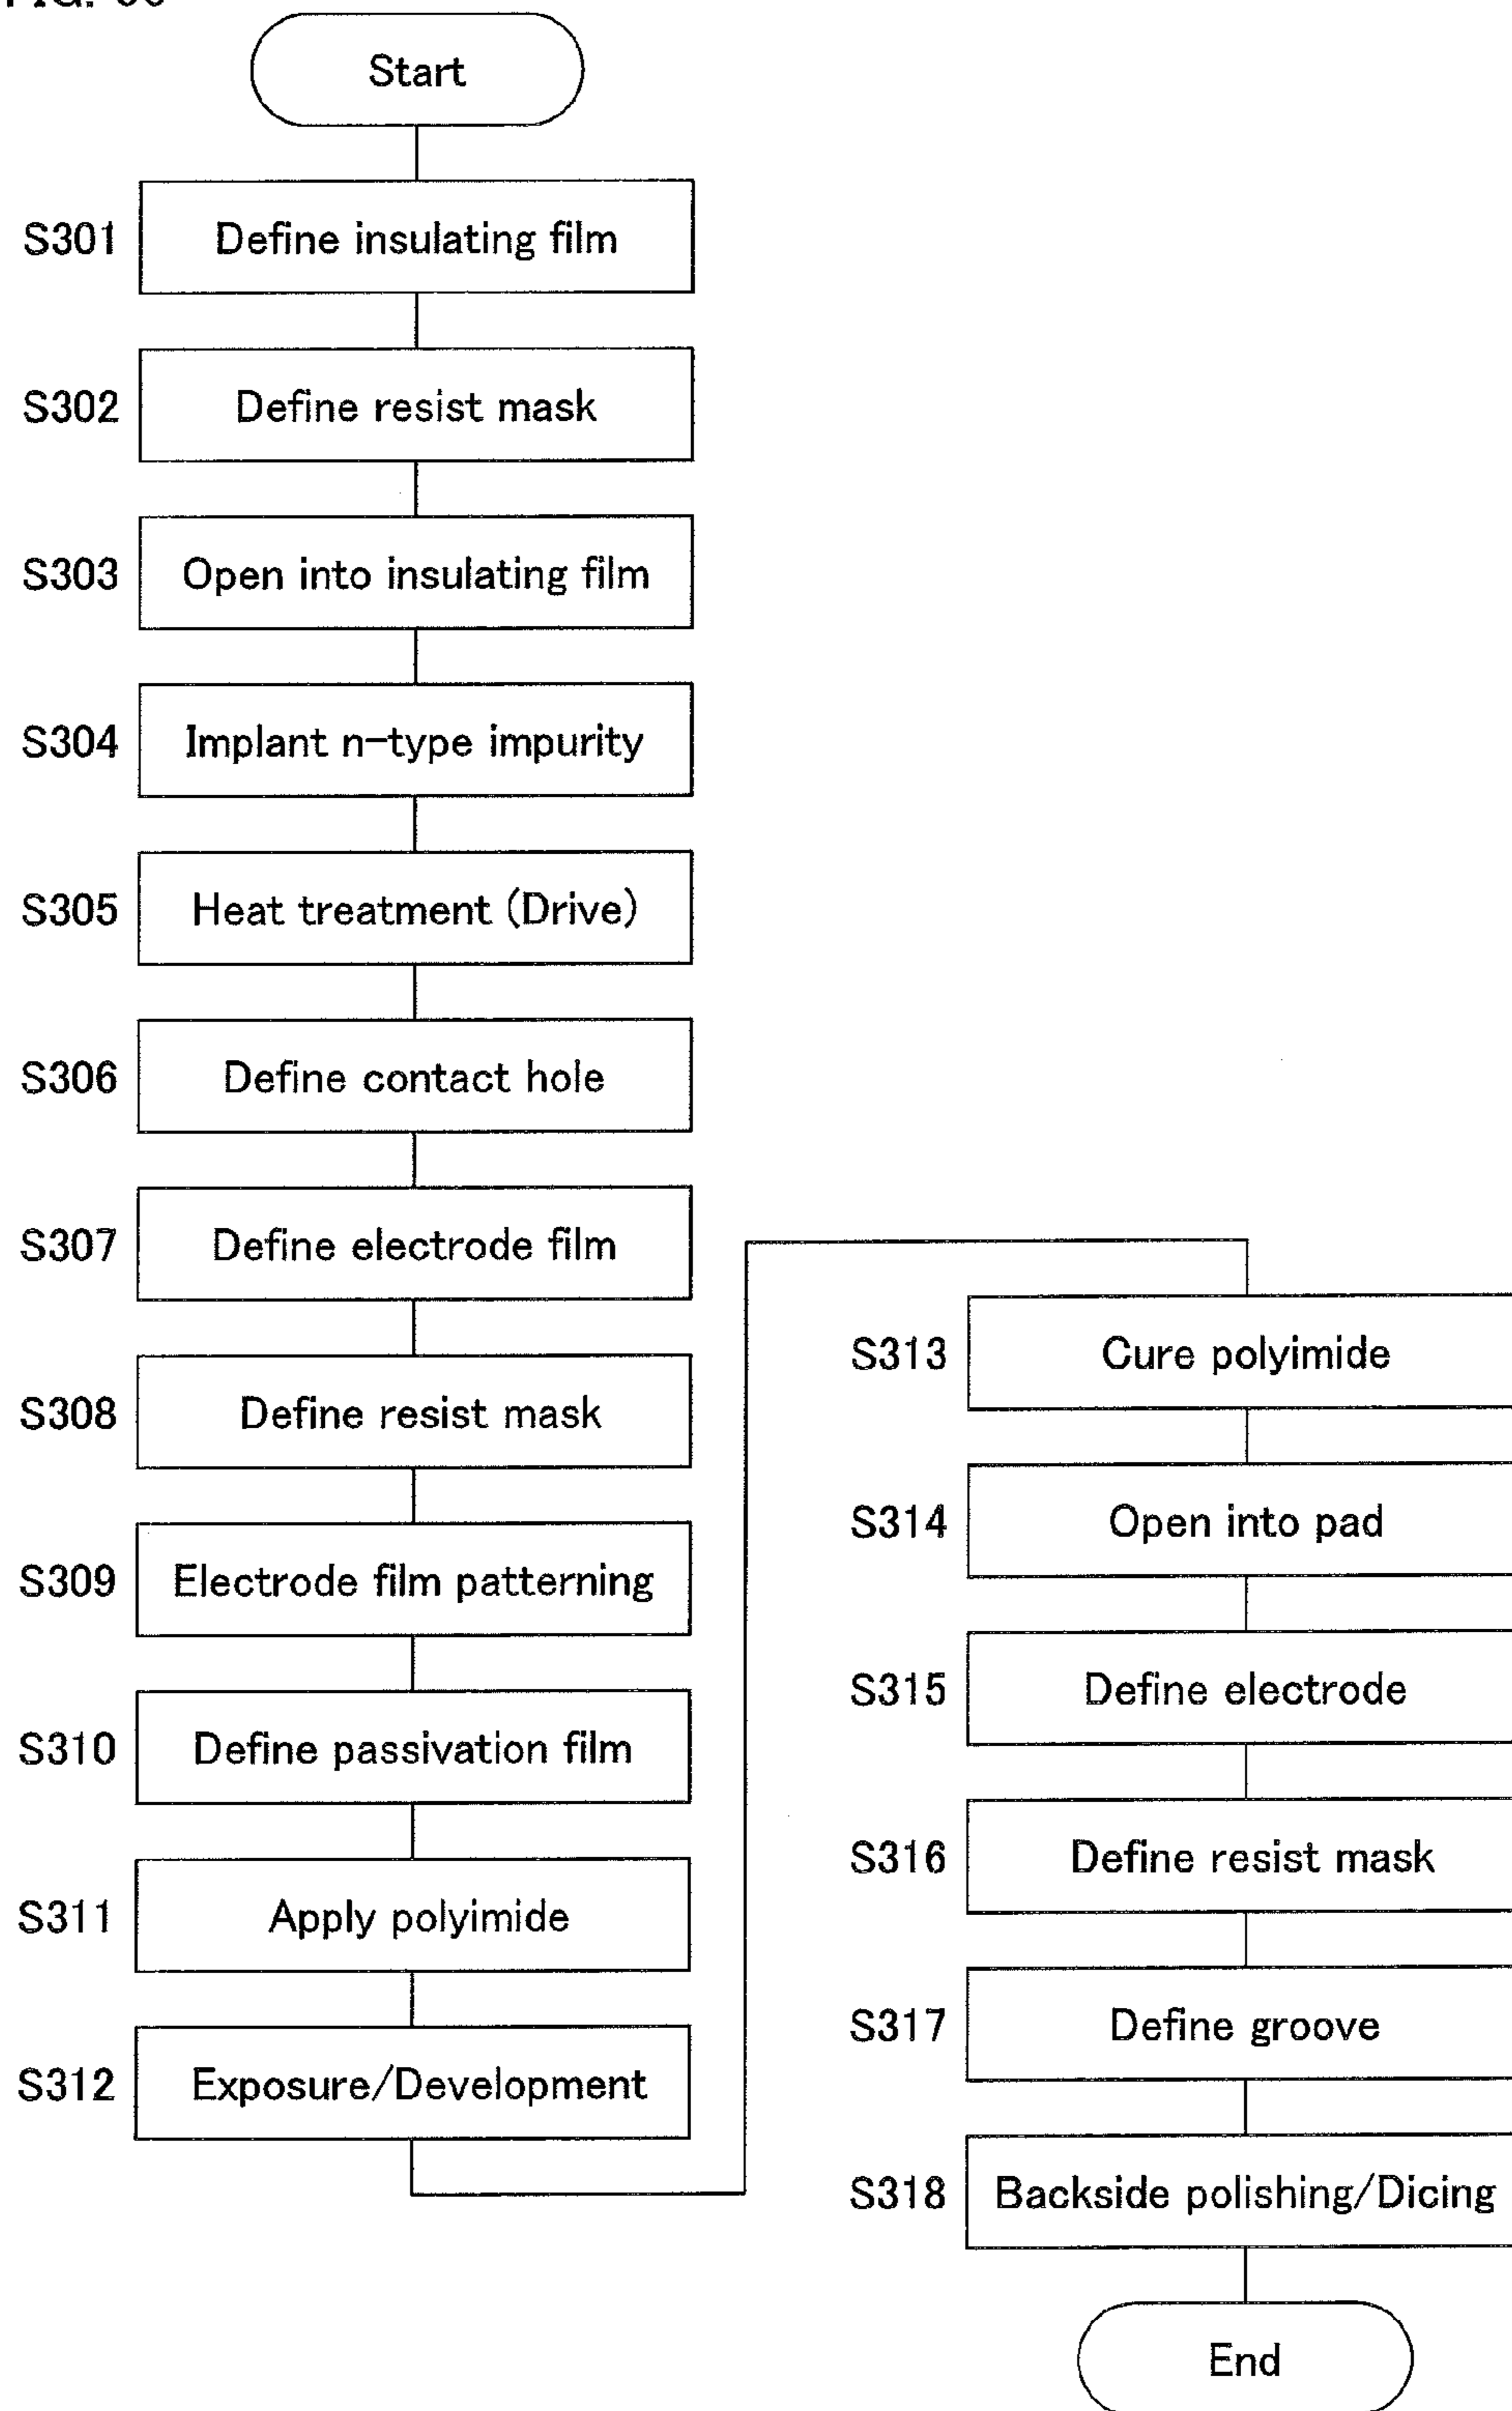 Start
S301 Define insulating film
S302 Define resist mask
S303 Open into insulating film
S304 Implant n-type impurity
S305 Heat treatment (Drive)
S306 Define contact hole
S307 Define electrode film
S308 Define resist mask
S309 Electrode film patterning
S310 Define passivation film
S311 Apply polyimide
S312 Exposure/Development
S313 Cure polyimide
S314 Open into pad
S315 Define electrode
S316 Define resist mask
S317 Define groove
S318 Backside polishing/Dicing
End